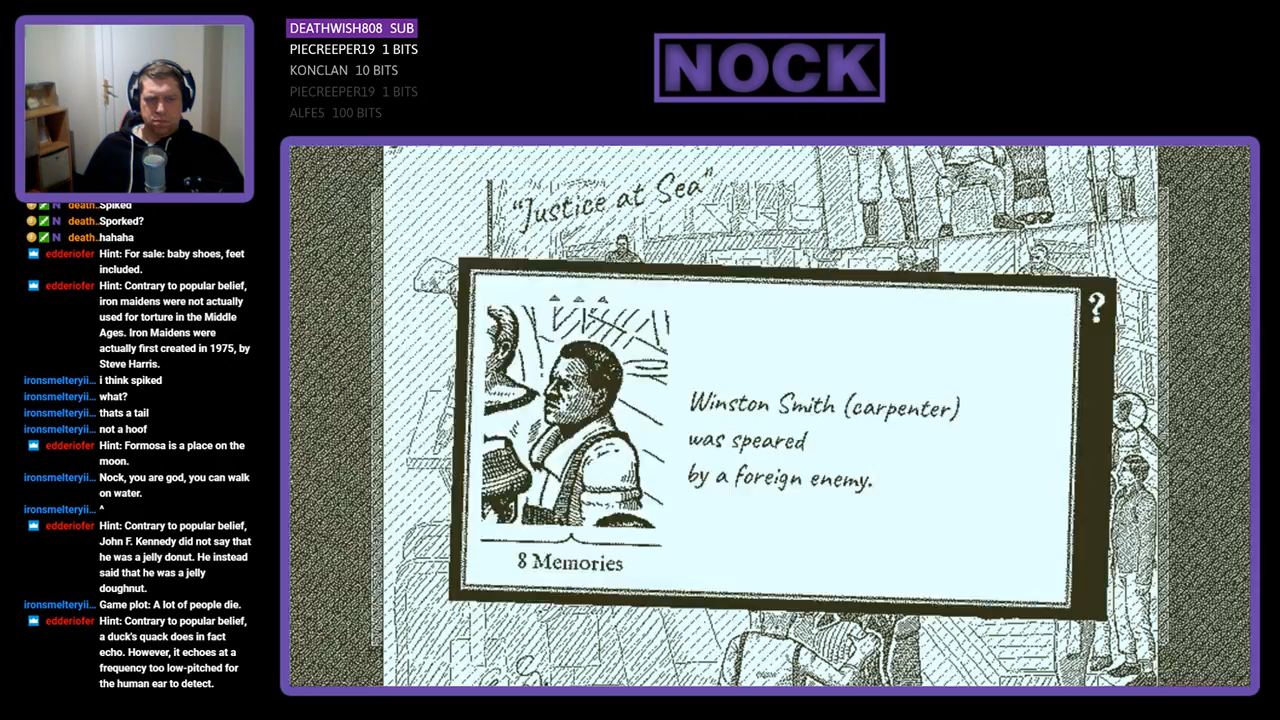 DEATHWISH808 SUB
PIECREEPER19 1 BITS
KONCLAN 10 BITS
PIECREEPER19 1 BITS
ALFE5 100 BITS
NOCK
death.. Spiked
death.. Sporked?
death.. hahaha
edderiofer Hint: For sale: baby shoes, feet
included.
edderiofer Hint: Contrary to popular belief,
iron maidens were not actually
used for torture in the Middle
Ages. Iron Maidens were
actually first created in 1975, by
Steve Harris.
ironsmelteryii... i think spiked
ironsmelteryii... what?
ironsmelteryii... thats a tail
ironsmelteryii... not a hoof
edderiofer Hint: Formosa is a place on the
moon.
ironsmelteryii... Nock, you are god, you can walk
on water.
ironsmelteryii... ^
edderiofer Hint: Contrary to popular belief,
John F. Kennedy did not say that
he was a jelly donut. He instead
said that he was a jelly
doughnut.
ironsmelteryii... Game plot: A lot of people die.
edderiofer Hint: Contrary to popular belief,
a duck's quack does in fact
echo. However, it echoes at a
frequency too low-pitched for
the human ear to detect.
"Justice at Sea"
?
Winston Smith (carpenter)
was speared
by a foreign enemy.
8 Memories